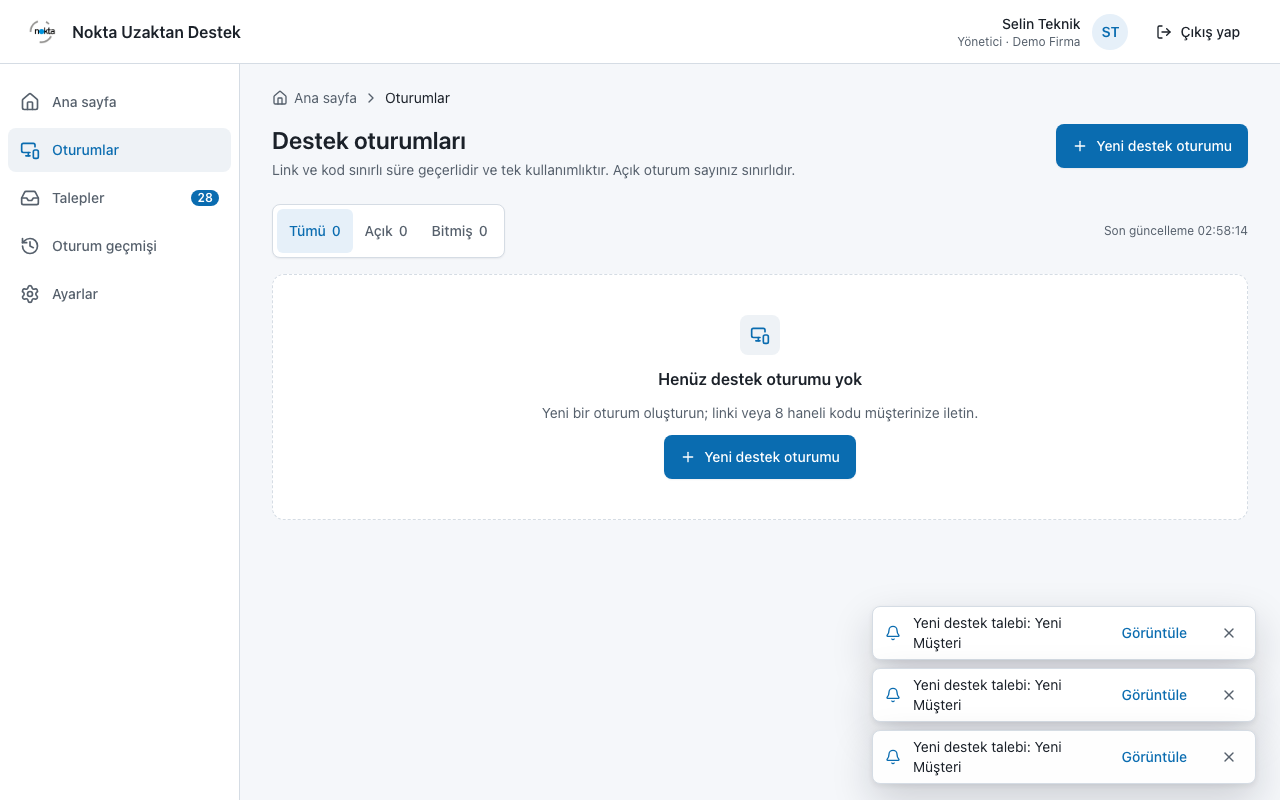 nokta
Nokta Uzaktan Destek
Selin Teknik
Yönetici · Demo Firma
ST
Çıkış yap
Ana sayfa
Oturumlar
Talepler 28
Oturum geçmişi
Ayarlar
Ana sayfa > Oturumlar
Destek oturumları
Link ve kod sınırlı süre geçerlidir ve tek kullanımlıktır. Açık oturum sayınız sınırlıdır.
+ Yeni destek oturumu
Tümü 0 Açık 0 Bitmiş 0
Son güncelleme 02:58:14
Henüz destek oturumu yok
Yeni bir oturum oluşturun; linki veya 8 haneli kodu müşterinize iletin.
+ Yeni destek oturumu
Yeni destek talebi: Yeni
Müşteri
Görüntüle
Yeni destek talebi: Yeni
Müşteri
Görüntüle
Yeni destek talebi: Yeni
Müşteri
Görüntüle